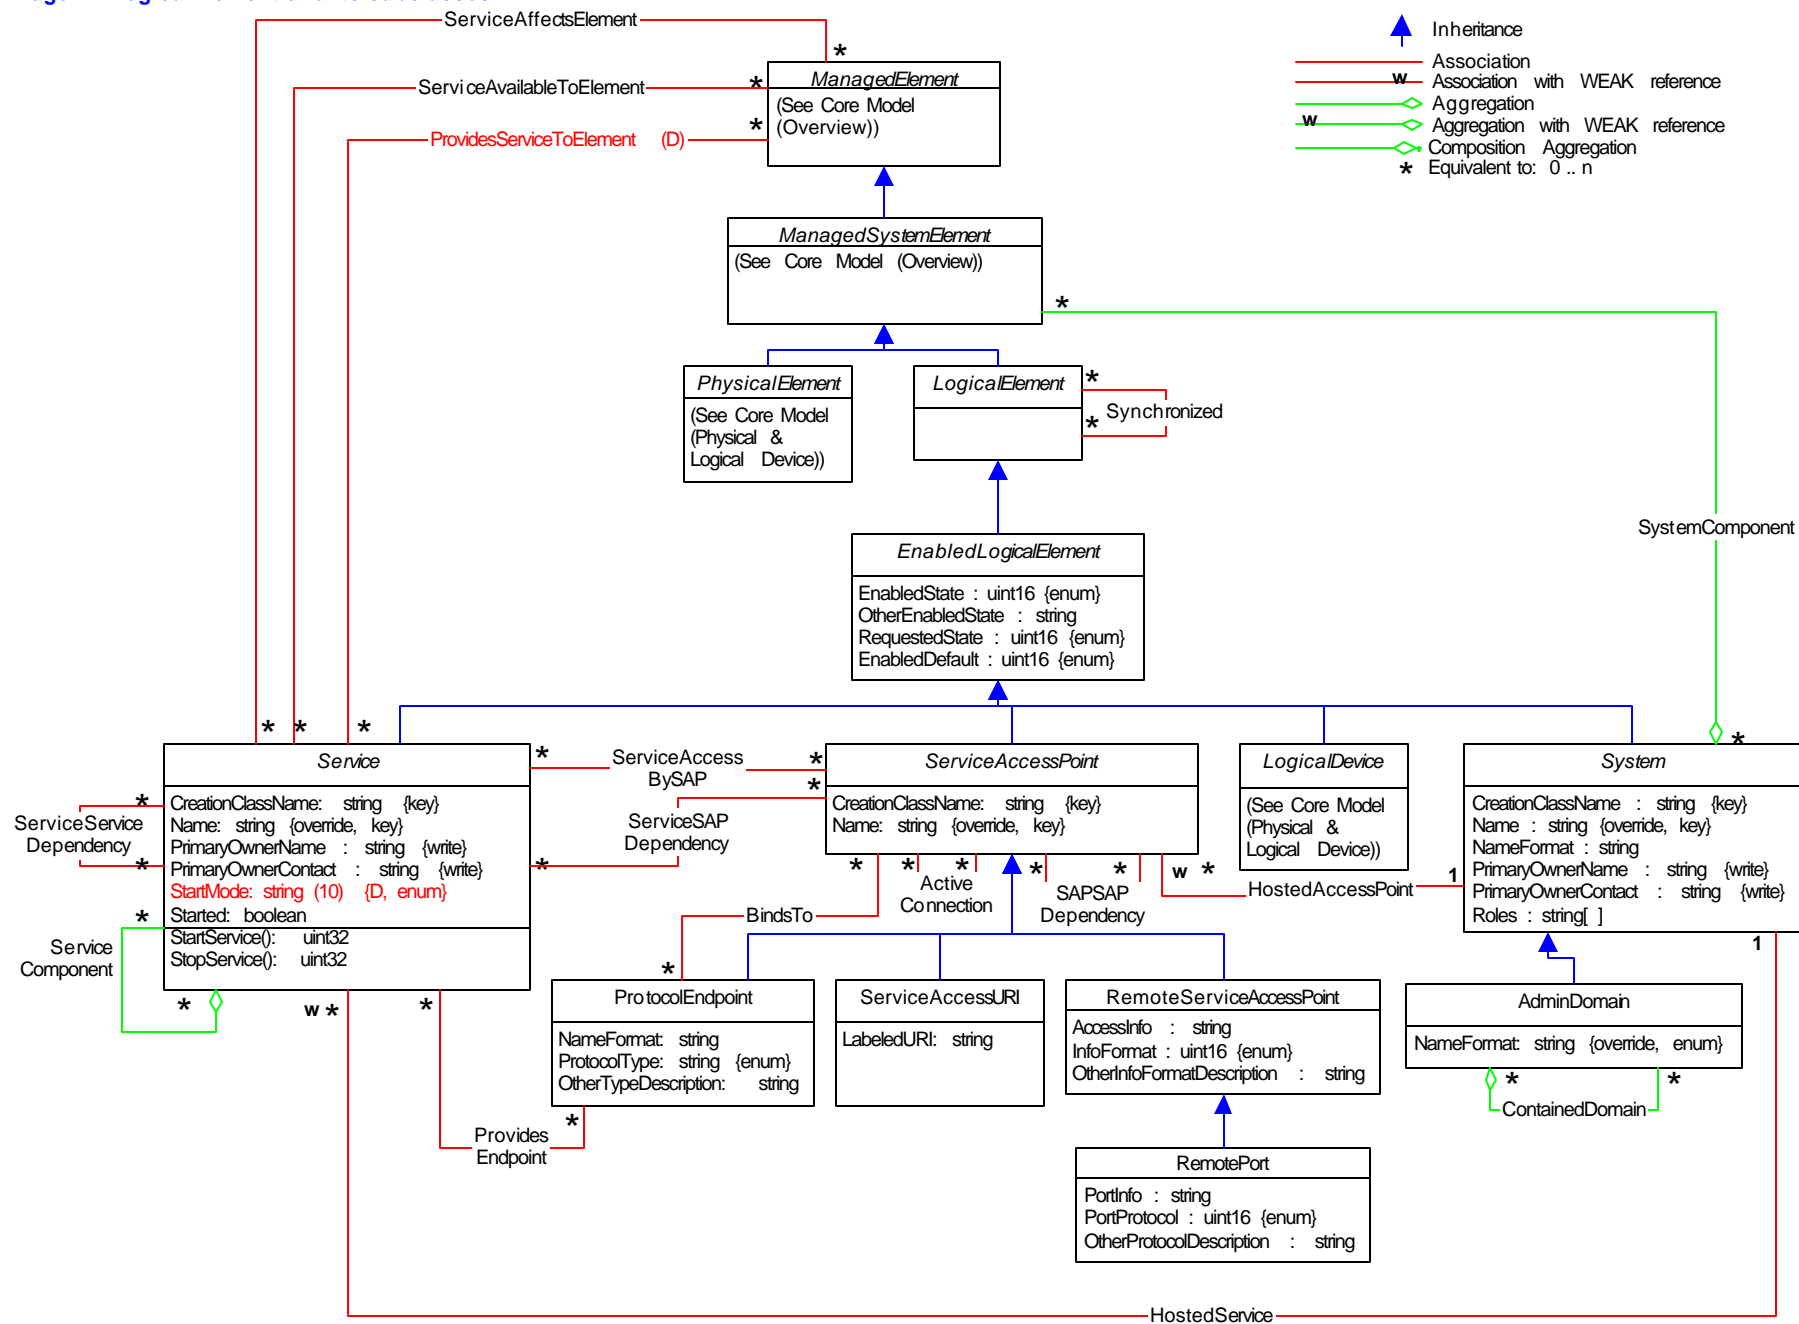 ServiceAffectsElement
*
Inheritance
Association
w
Association with WEAK reference
Aggregation
w
Aggregation with WEAK reference
Composition Aggregation
* Equivalent to: 0 .. n
ManagedElement
(See Core Model
(Overview))
ServiceAvailableToElement
*
ProvidesServiceToElement (D)
*
ManagedSystemElement
(See Core Model (Overview))
*
PhysicalElement
(See Core Model
(Physical &
Logical Device))
LogicalElement
*
Synchronized
*
SystemComponent
EnabledLogicalElement
EnabledState : uint16 {enum}
OtherEnabledState : string
RequestedState : uint16 {enum}
EnabledDefault : uint16 {enum}
* * *
*
Service
CreationClassName: string {key}
Name: string {override, key}
PrimaryOwnerName : string {write}
PrimaryOwnerContact : string {write}
StartMode: string (10) {D, enum}
Started: boolean
StartService(): uint32
StopService(): uint32
*
ServiceService
Dependency
*
*
Service
Component
*
*
ServiceAccess
BySAP
*
*
ServiceSAP
Dependency
*
ServiceAccessPoint
CreationClassName: string {key}
Name: string {override, key}
LogicalDevice
(See Core Model
(Physical &
Logical Device))
System
CreationClassName : string {key}
Name : string {override, key}
NameFormat : string
PrimaryOwnerName : string {write}
PrimaryOwnerContact : string {write}
Roles : string[ ]
* * * * * w *
Active
Connection
SAPSAP
Dependency
HostedAccessPoint
1
1
BindsTo
*
w *
*
ProtocolEndpoint
NameFormat: string
ProtocolType: string {enum}
OtherTypeDescription: string
ServiceAccessURI
LabeledURI: string
RemoteServiceAccessPoint
AccessInfo : string
InfoFormat : uint16 {enum}
OtherInfoFormatDescription : string
AdminDomain
NameFormat: string {override, enum}
* *
ContainedDomain
*
Provides
Endpoint
RemotePort
PortInfo : string
PortProtocol : uint16 {enum}
OtherProtocolDescription : string
HostedService